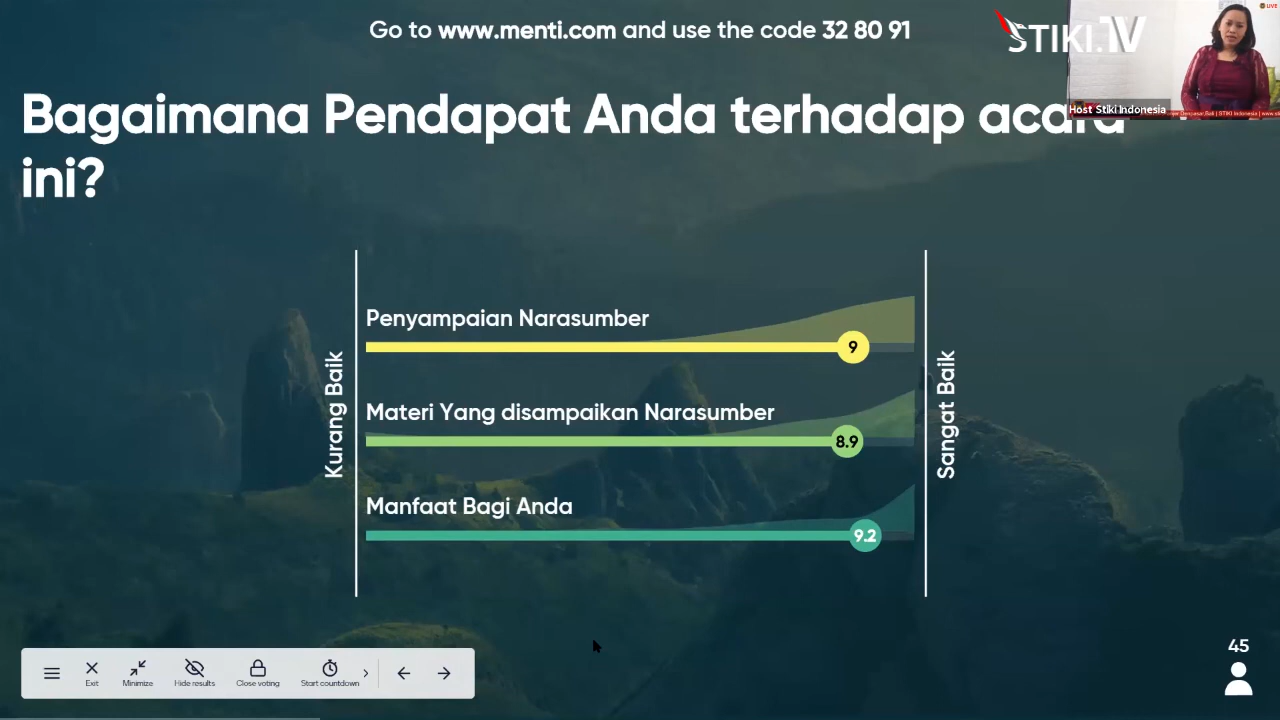 Go to www.menti.com and use the code 32 80 91
STIKI.TV
LIVE
Host Stiki Indonesia
Bagaimana Pendapat Anda terhadap acara
ini?
Kurang Baik
Penyampaian Narasumber
9
Materi Yang disampaikan Narasumber
8.9
Manfaat Bagi Anda
9.2
Sangat Baik
45
Exit
Minimize
Hide results
Close voting
Start countdown